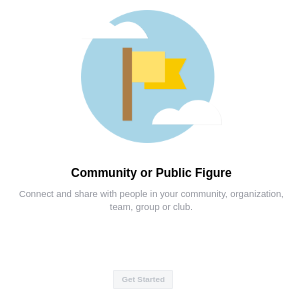 Community or Public Figure
Connect and share with people in your community, organization,
team, group or club.
Get Started